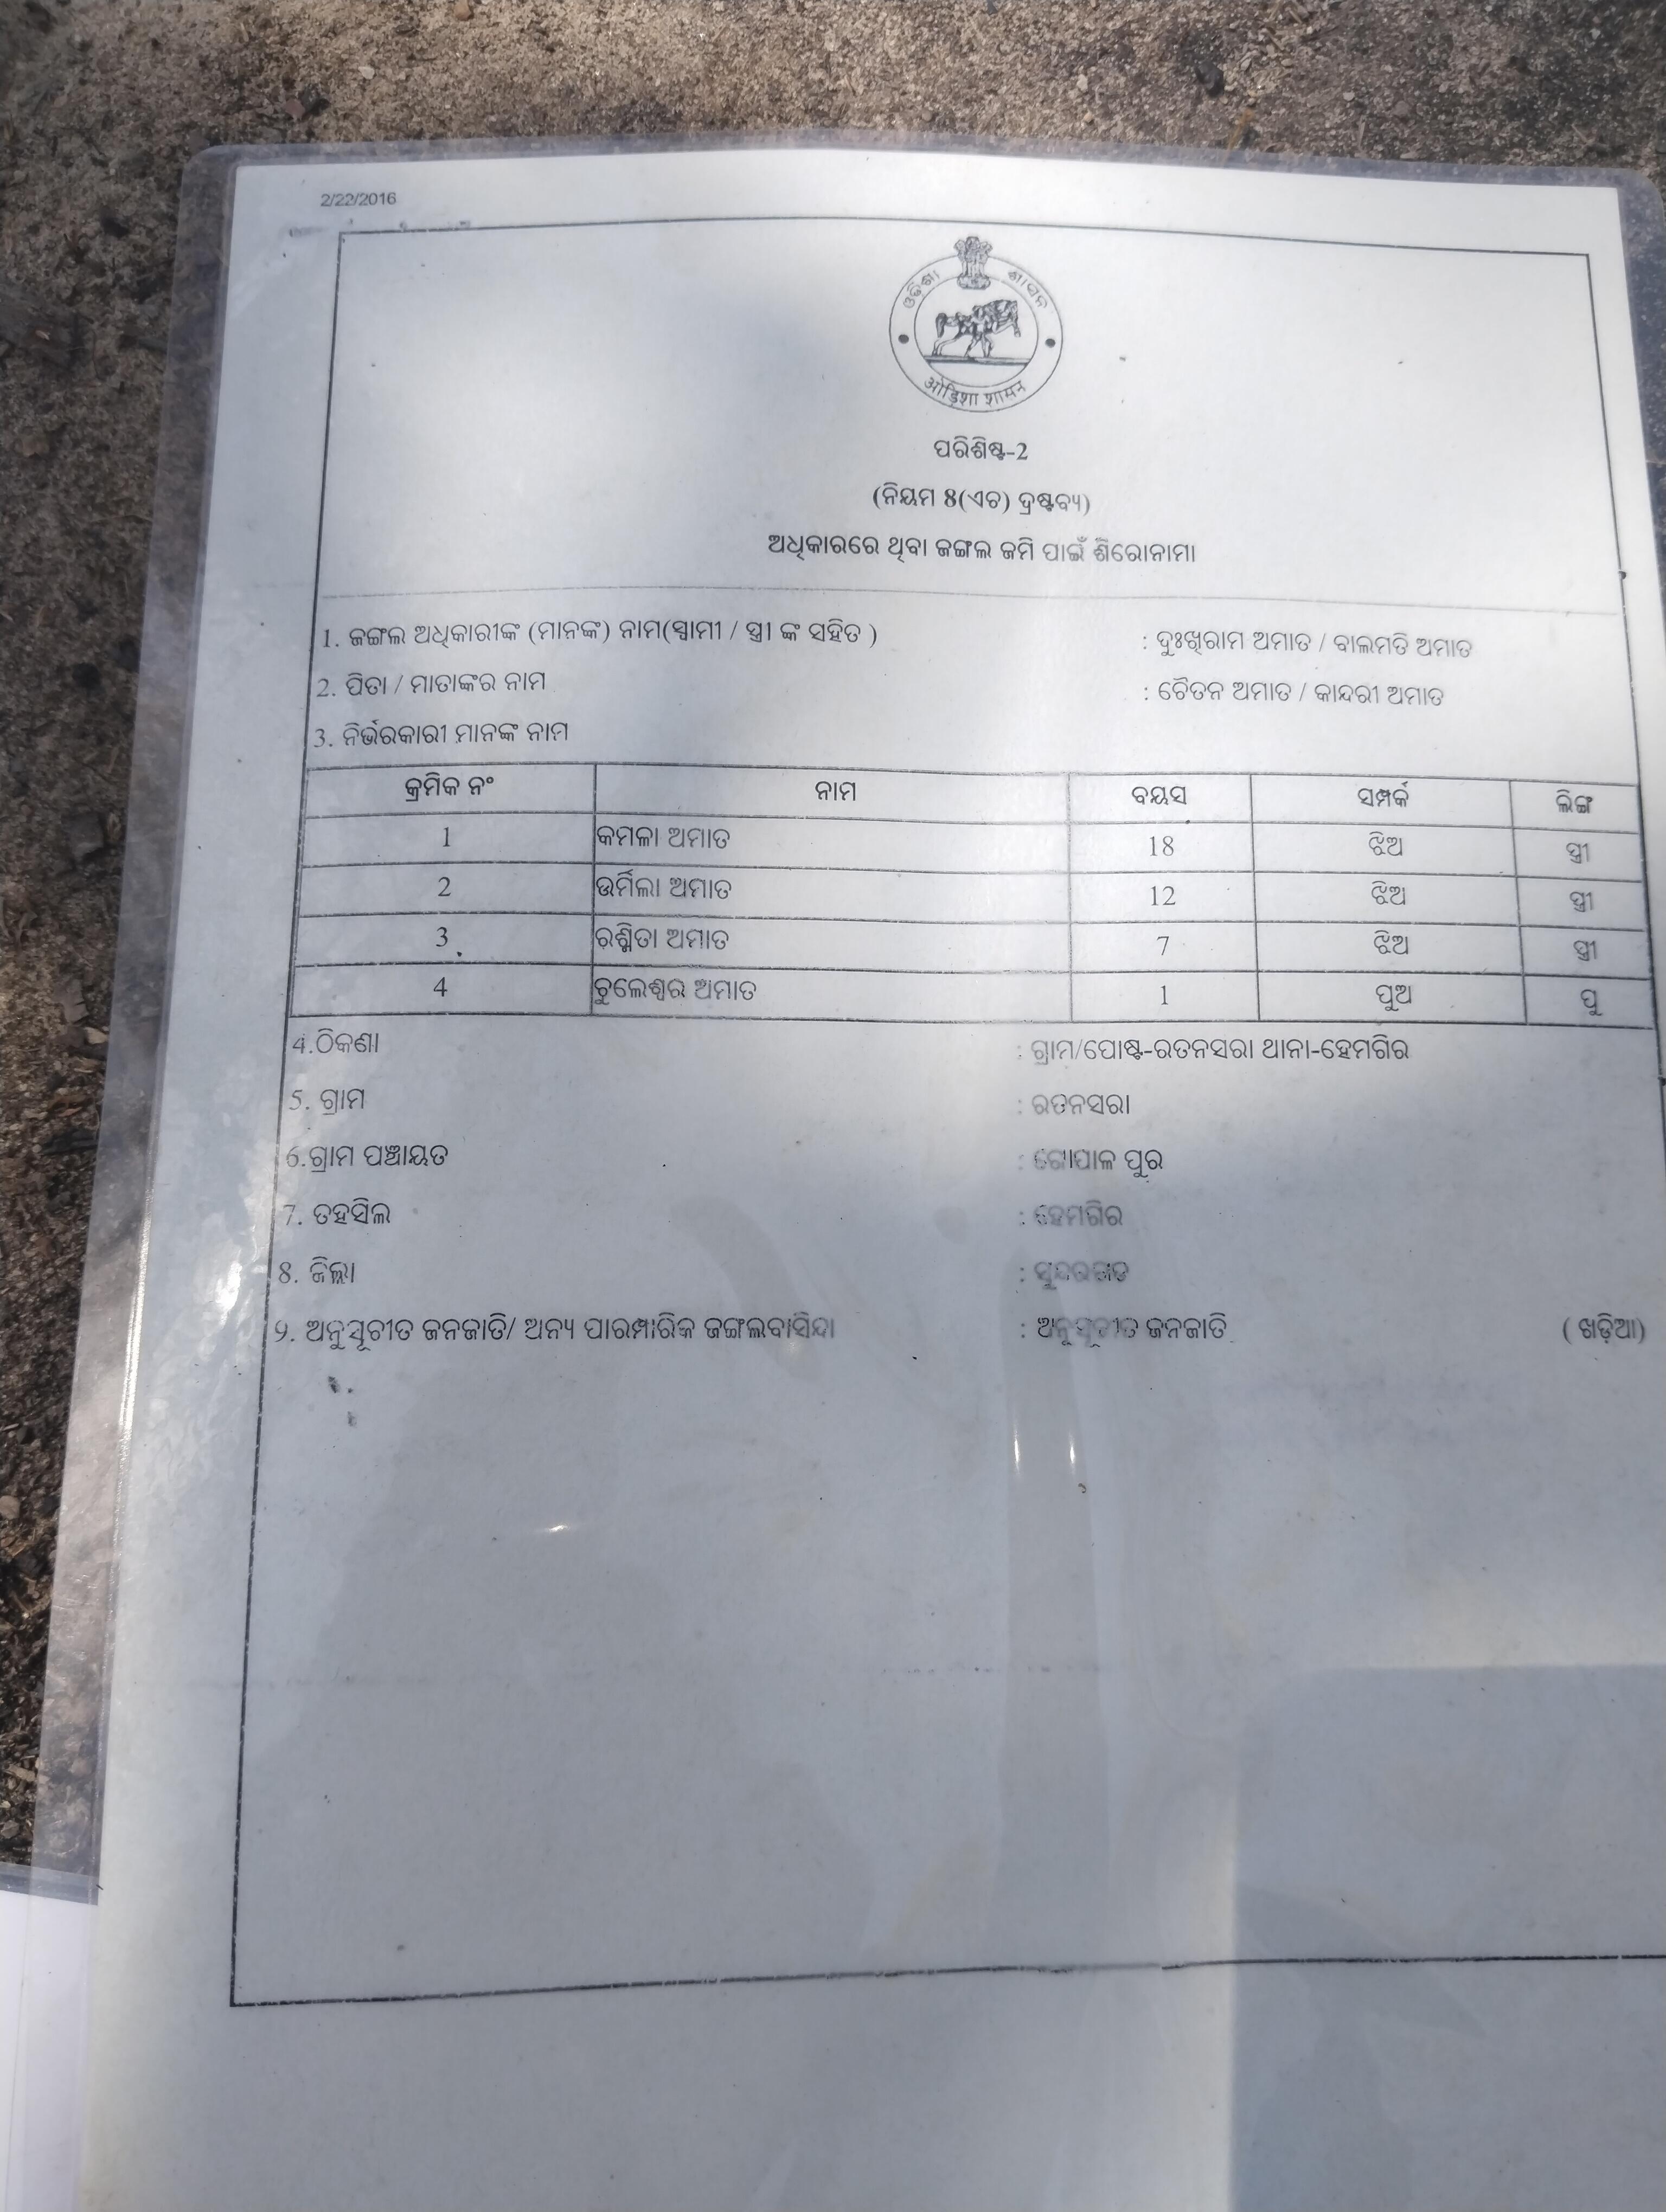 2/22/2016
ଓଡିଶା ଶାସନ
ओड़िशा शासन
ପରିଶିଷ୍ଟ-2
(ନିୟମ 8(ଏଚ) ଦ୍ରଷ୍ଟବ୍ୟ)
ଅଧିକାରରେ ଥିବା ଜଙ୍ଗଲ ଜମି ପାଇଁ ଶିରୋନାମା
1. ଜଙ୍ଗଲ ଅଧିକାରୀଙ୍କ (ମାନଙ୍କ) ନାମ(ସ୍ୱାମୀ / ସ୍ତ୍ରୀ ଙ୍କ ସହିତ ) : ଦୁଃଖିରାମ ଅମାତ / ବାଲମତି ଅମାତ
2. ପିତା / ମାତାଙ୍କର ନାମ : ଚୈତନ ଅମାତ / କାନ୍ଦରୀ ଅମାତ
3. ନିର୍ଭରକାରୀ ମାନଙ୍କ ନାମ
କ୍ରମିକ ନଂ ନାମ ବୟସ ସମ୍ପର୍କ ଲିଙ୍ଗ
1 କମଳା ଅମାତ 18 ଝିଅ ସ୍ତ୍ରୀ
2 ଉର୍ମିଲା ଅମାତ 12 ଝିଅ ସ୍ତ୍ରୀ
3 ରଶ୍ମିତା ଅମାତ 7 ଝିଅ ସ୍ତ୍ରୀ
4 ଚୁଲେଶ୍ୱର ଅମାତ 1 ପୁଅ ପୁ
4.ଠିକଣା : ଗ୍ରାମ/ପୋଷ୍ଟ-ରତନସରା ଥାନା-ହେମଗିର
5. ଗ୍ରାମ : ରତନସରା
6.ଗ୍ରାମ ପଞ୍ଚାୟତ : ଗୋପାଳ ପୁର
7. ତହସିଲ : ହେମଗିର
8. ଜିଲ୍ଲା : ସୁନ୍ଦରଗଡ
୨. ଅନୁସୂଚୀତ ଜନଜାତି/ ଅନ୍ୟ ପାରମ୍ପାରିକ ଜଙ୍ଗଲବାସିନ୍ଦା : ଅନୁସୂଚୀତ ଜନଜାତି ( ଖଡ଼ିଆ)